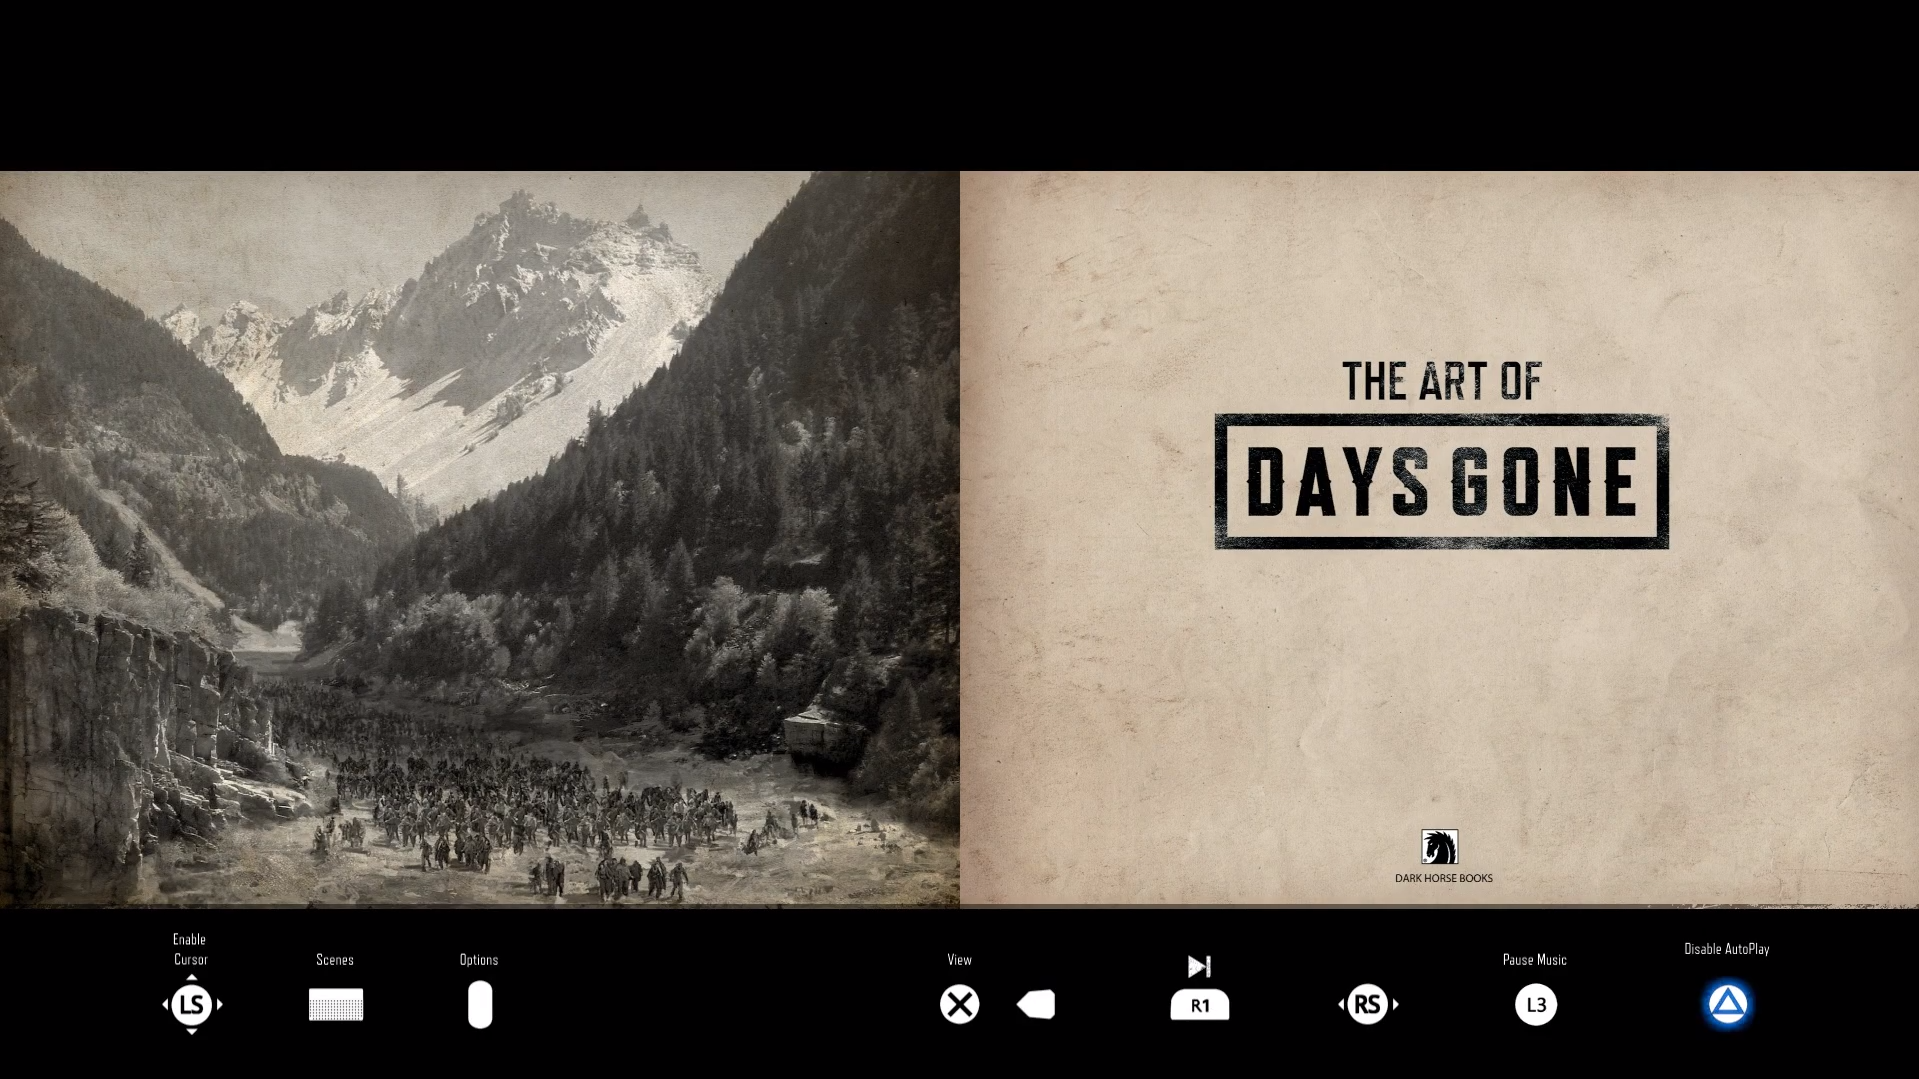 THE ART OF
DAYS GONE
DARK HORSE BOOKS
Enable
Cursor
LS
Scenes
Options
View
R1
RS
Pause Music
L3
Disable AutoPlay